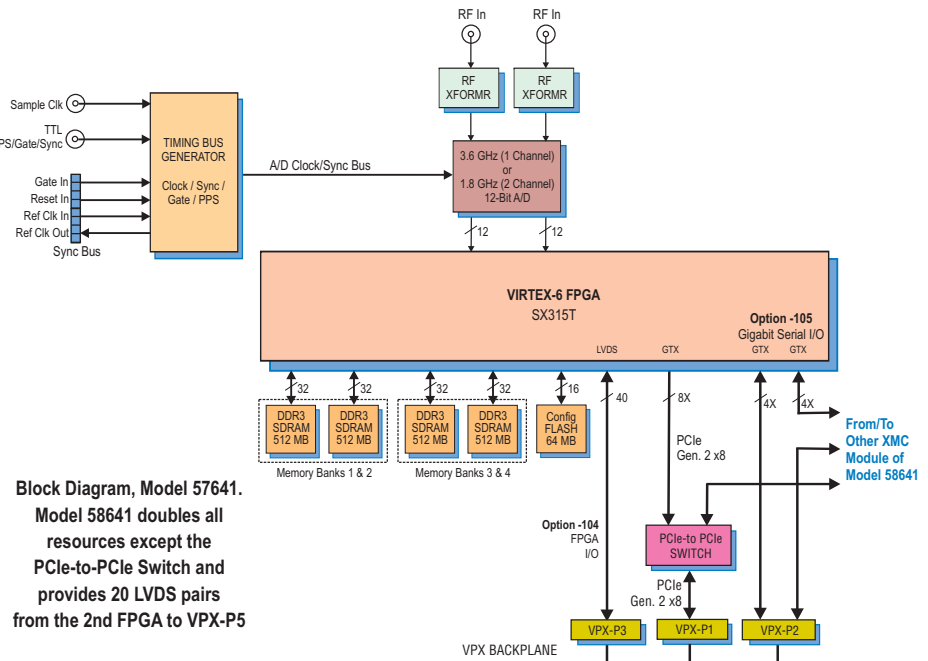 RF In
RF In
RF
XFORMR
RF
XFORMR
Sample Clk
TTL
PS/Gate/Sync
Gate In
Reset In
Ref Clk In
Ref Clk Out
Sync Bus
TIMING BUS
GENERATOR
Clock / Sync /
Gate / PPS
A/D Clock/Sync Bus
3.6 GHz (1 Channel)
or
1.8 GHz (2 Channel)
12-Bit A/D
12
12
VIRTEX-6 FPGA
SX315T
Option -105
Gigabit Serial I/O
LVDS
GTX
GTX
GTX
32
32
32
32
16
40
8X
4X
4X
DDR3
SDRAM
512 MB
DDR3
SDRAM
512 MB
DDR3
SDRAM
512 MB
DDR3
SDRAM
512 MB
Config
FLASH
64 MB
Memory Banks 1 & 2
Memory Banks 3 & 4
PCIe
Gen. 2 x8
From/To
Other XMC
Module of
Model 58641
Block Diagram, Model 57641.
Model 58641 doubles all
resources except the
PCIe-to-PCIe Switch and
provides 20 LVDS pairs
from the 2nd FPGA to VPX-P5
Option -104
FPGA
I/O
PCIe-to PCIe
SWITCH
PCIe
Gen. 2 x8
VPX-P3
VPX-P1
VPX-P2
VPX BACKPLANE